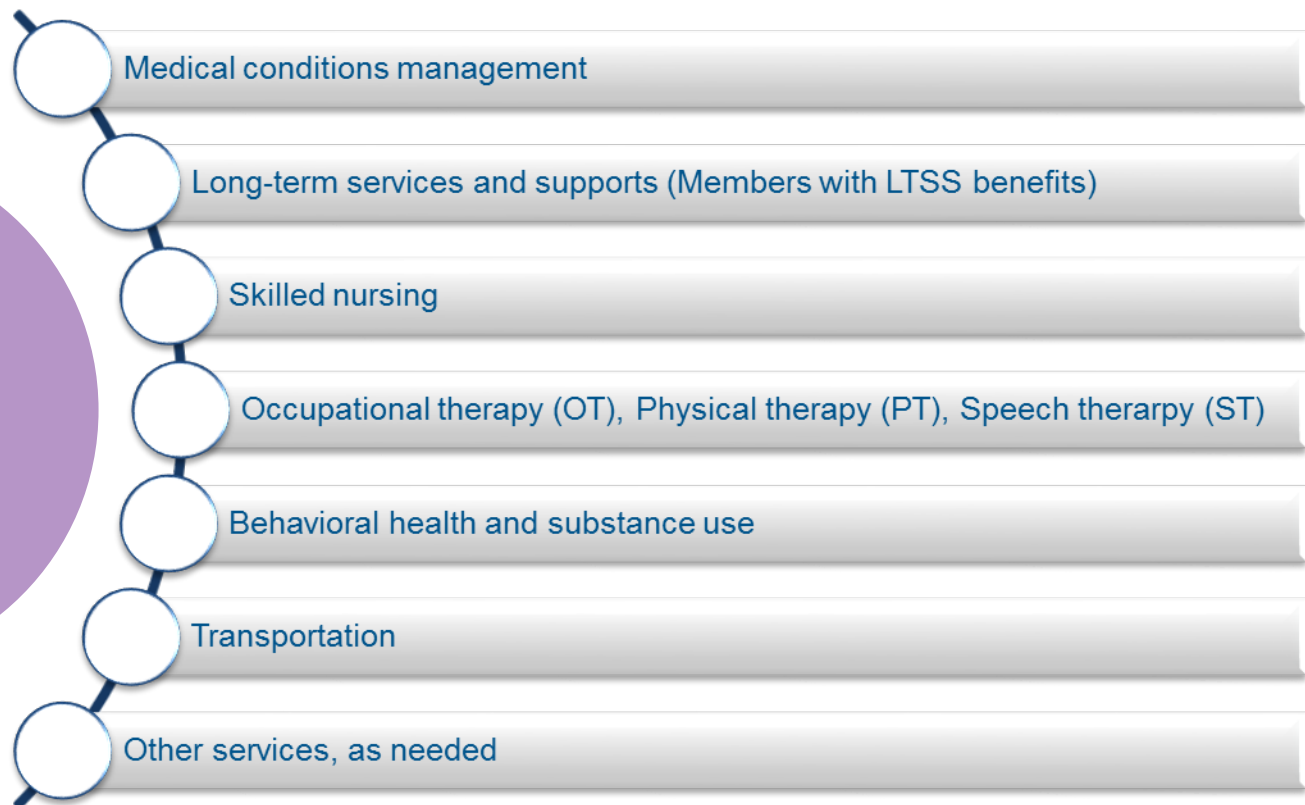 Medical conditions management
Long-term services and supports (Members with LTSS benefits)
Skilled nursing
Occupational therapy (OT), Physical therapy (PT), Speech therarpy (ST)
Behavioral health and substance use
Transportation
Other services, as needed